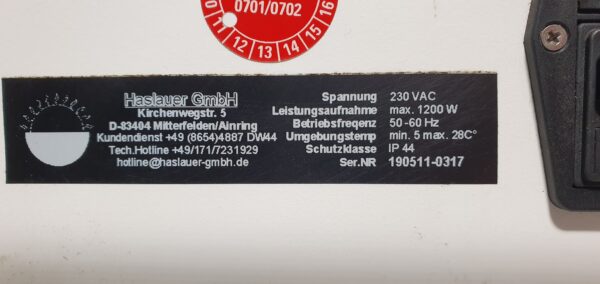 0701/0702
16
10
11
12
13
14
15
Haslauer GmbH
Kirchenwegstr. 5
D-83404 Mitterfelden/Ainring
Kundendienst +49 (8654)4887 DW44
Tech.Hotline +49/171/7231929
hotline@haslauer-gmbh.de
Spannung 230 VAC
Leistungsaufnahme max. 1200 W
Betriebsfreqenz 50-60 Hz
Umgebungstemp min. 5 max. 28C°
Schutzklasse IP 44
Ser.NR 190511-0317